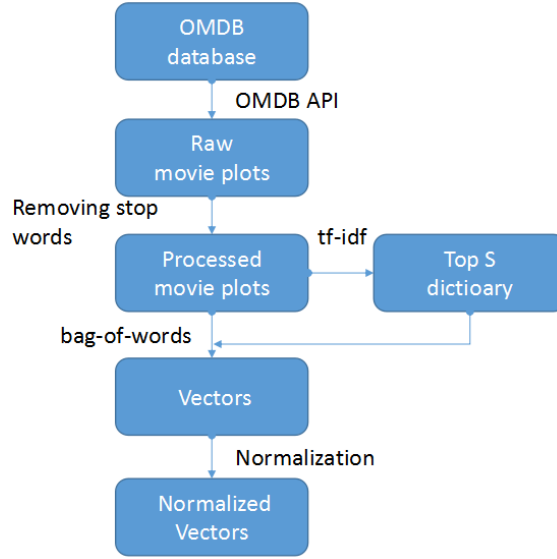 OMDB
database
OMDB API
Raw
movie plots
Removing stop
words
Processed
movie plots
tf-idf
Top S
dictioary
bag-of-words
Vectors
Normalization
Normalized
Vectors